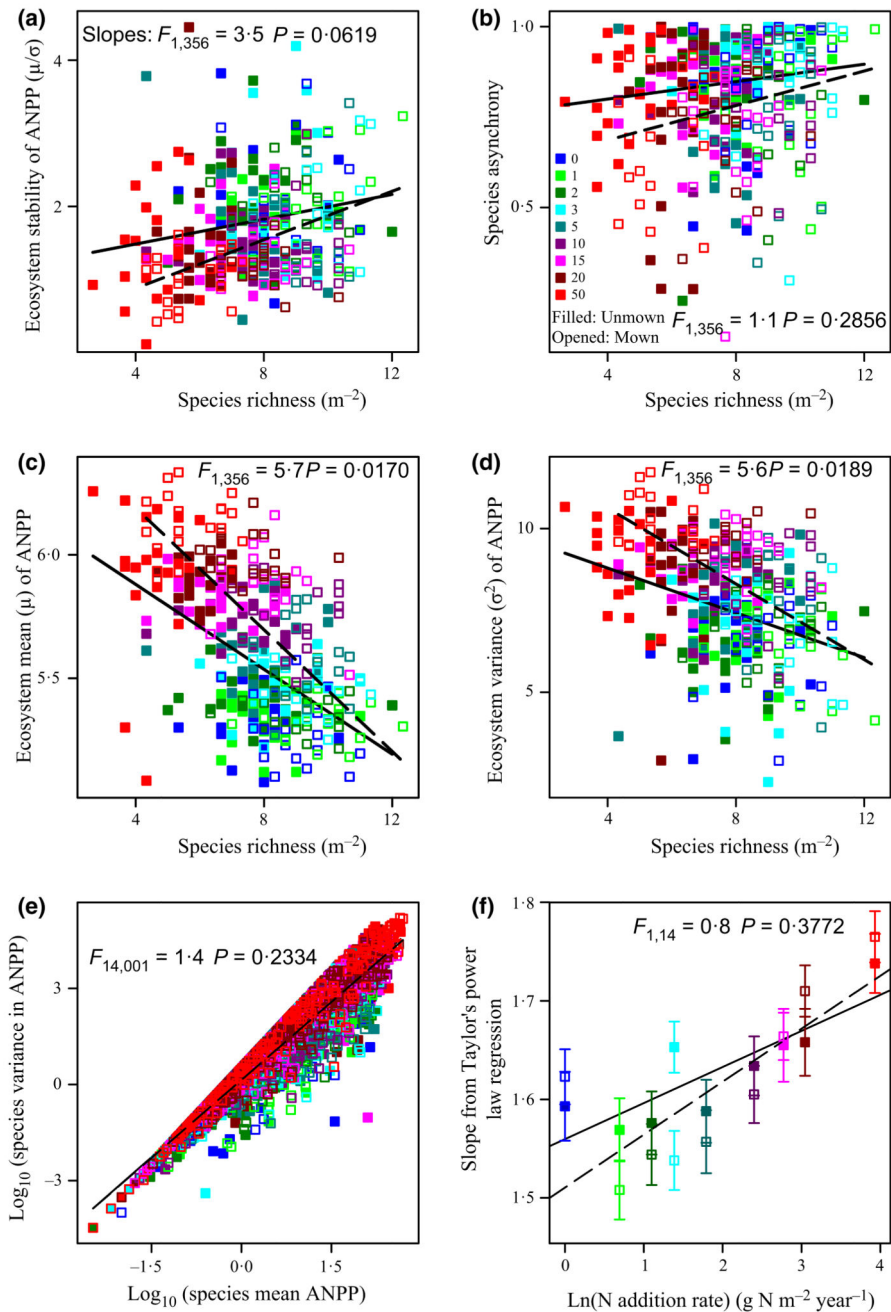 (a)
Slopes: F1,356 = 3·5 P = 0·0619
Ecosystem stability of ANPP (μ/σ)
4
2
4
8
12
Species richness (m−2)
(b)
Species asynchrony
1·0
0·5
0
1
2
3
5
10
15
20
50
Filled: Unmown
Opened: Mown
F1,356 = 1·1 P = 0·2856
4
8
12
Species richness (m−2)
(c)
F1,356 = 5·7P = 0·0170
Ecosystem mean (μ) of ANPP
6·0
5·5
4
8
12
Species richness (m−2)
(d)
F1,356 = 5·6P = 0·0189
Ecosystem variance (σ2) of ANPP
10
5
4
8
12
Species richness (m−2)
(e)
F14,001 = 1·4 P = 0·2334
Log10 (species variance in ANPP)
3
0
−3
−1·5
0·0
1·5
Log10 (species mean ANPP)
(f)
F1,14 = 0·8 P = 0·3772
Slope from Taylor's power
law regression
1·8
1·7
1·6
1·5
0
1
2
3
4
Ln(N addition rate) (g N m−2 year−1)